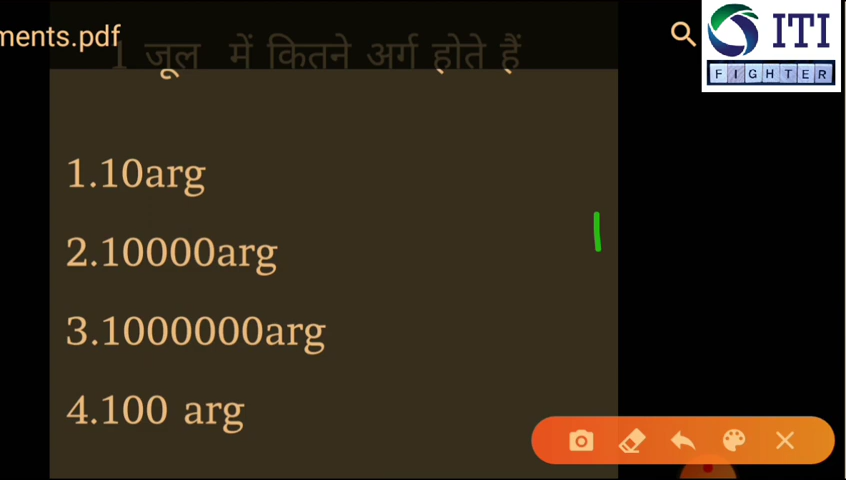 ments.pdf
1 जूल में कितने अर्ग होते हैं
ITI
FIGHTER
1.10arg
2.10000arg
3.1000000arg
4.100 arg